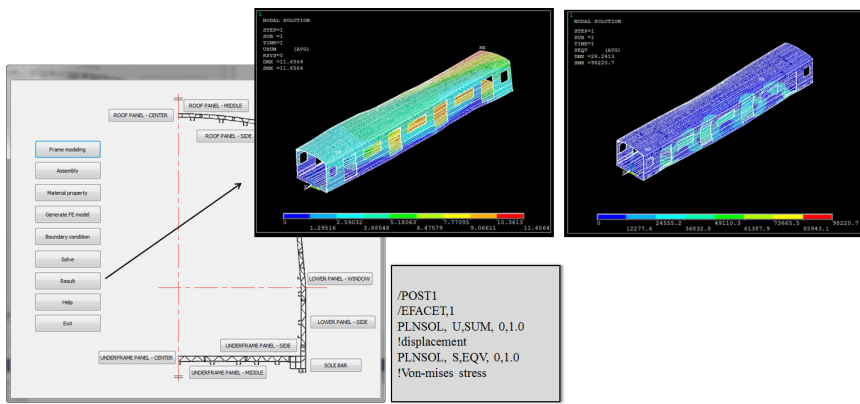 1
NODAL SOLUTION
STEP=1
SUB =1
TIME=1
USUM (AVG)
RSYS=0
DMX =11.6564
SMX =11.6564
MX
0 2.59032 5.18063 7.77095 10.3613
1.29516 3.88548 6.47579 9.06611 11.6564
1
NODAL SOLUTION
STEP=1
SUB =1
TIME=1
SEQV (AVG)
DMX =28.2413
SMX =98220.7
0 24555.2 49110.3 73665.5 98220.7
12277.6 36832.8 61387.9 85943.1
ROOF PANEL - MIDDLE
ROOF PANEL - CENTER
ROOF PANEL - SIDE
Frame modeling
Assembly
Material property
Generate FE model
Boundary condition
Solve
Result
Help
Exit
LOWER PANEL - WINDOW
LOWER PANEL - SIDE
UNDERFRAME PANEL - SIDE
UNDERFRAME PANEL - CENTER
SOLE BAR
UNDERFRAME PANEL - MIDDLE
/POST1
/EFACET,1
PLNSOL, U,SUM, 0,1.0
!displacement
PLNSOL, S,EQV, 0,1.0
!Von-mises stress